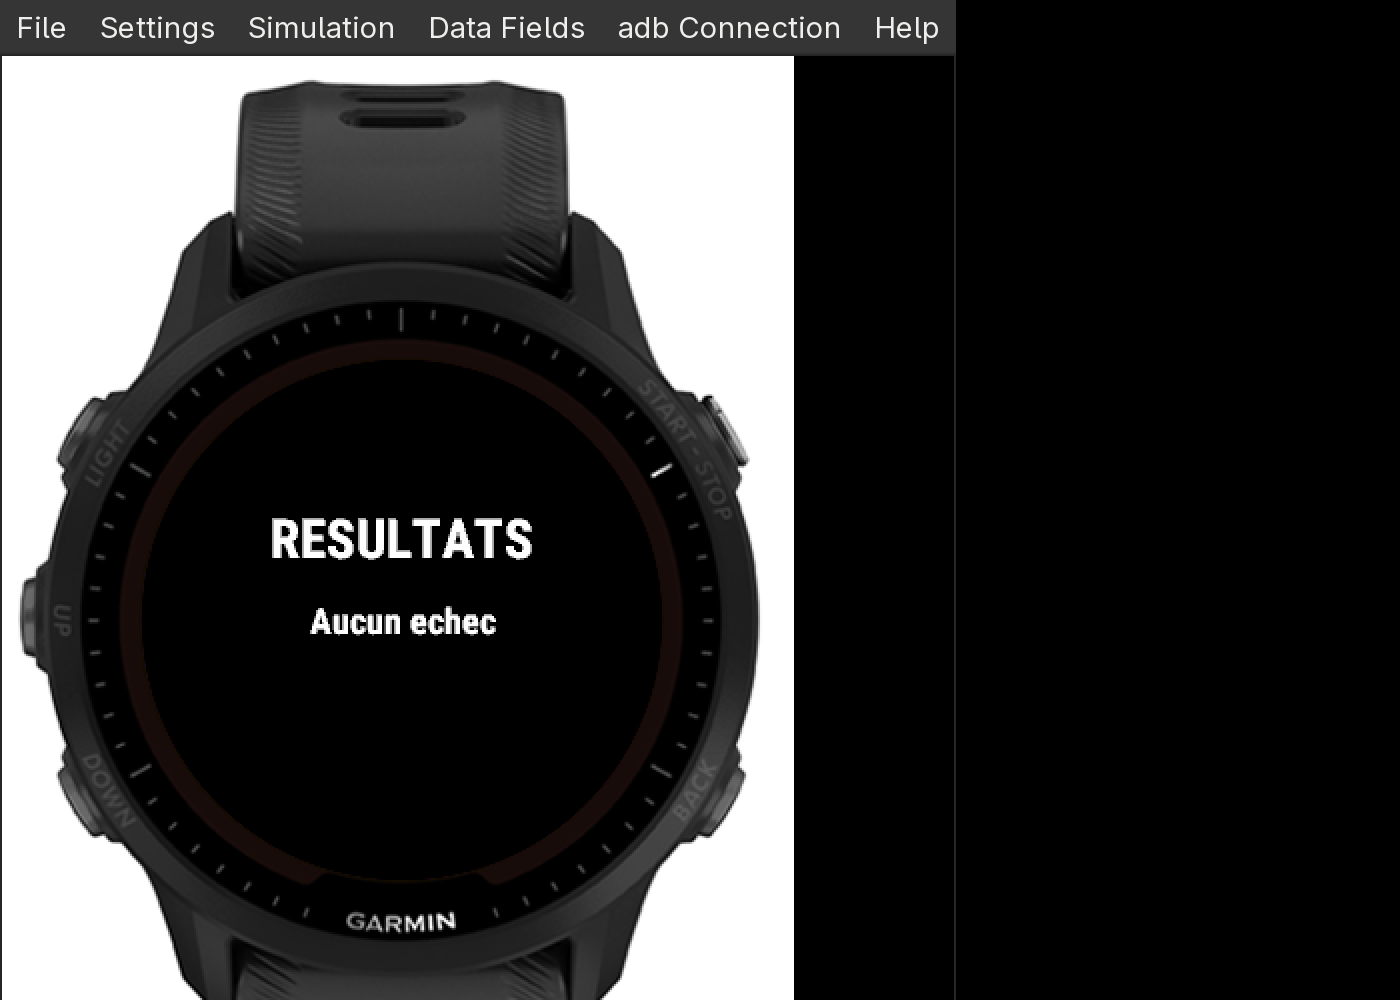 File Settings Simulation Data Fields adb Connection Help
START - STOP
LIGHT
RESULTATS
UP
Aucun echec
DOWN
BACK
GARMIN